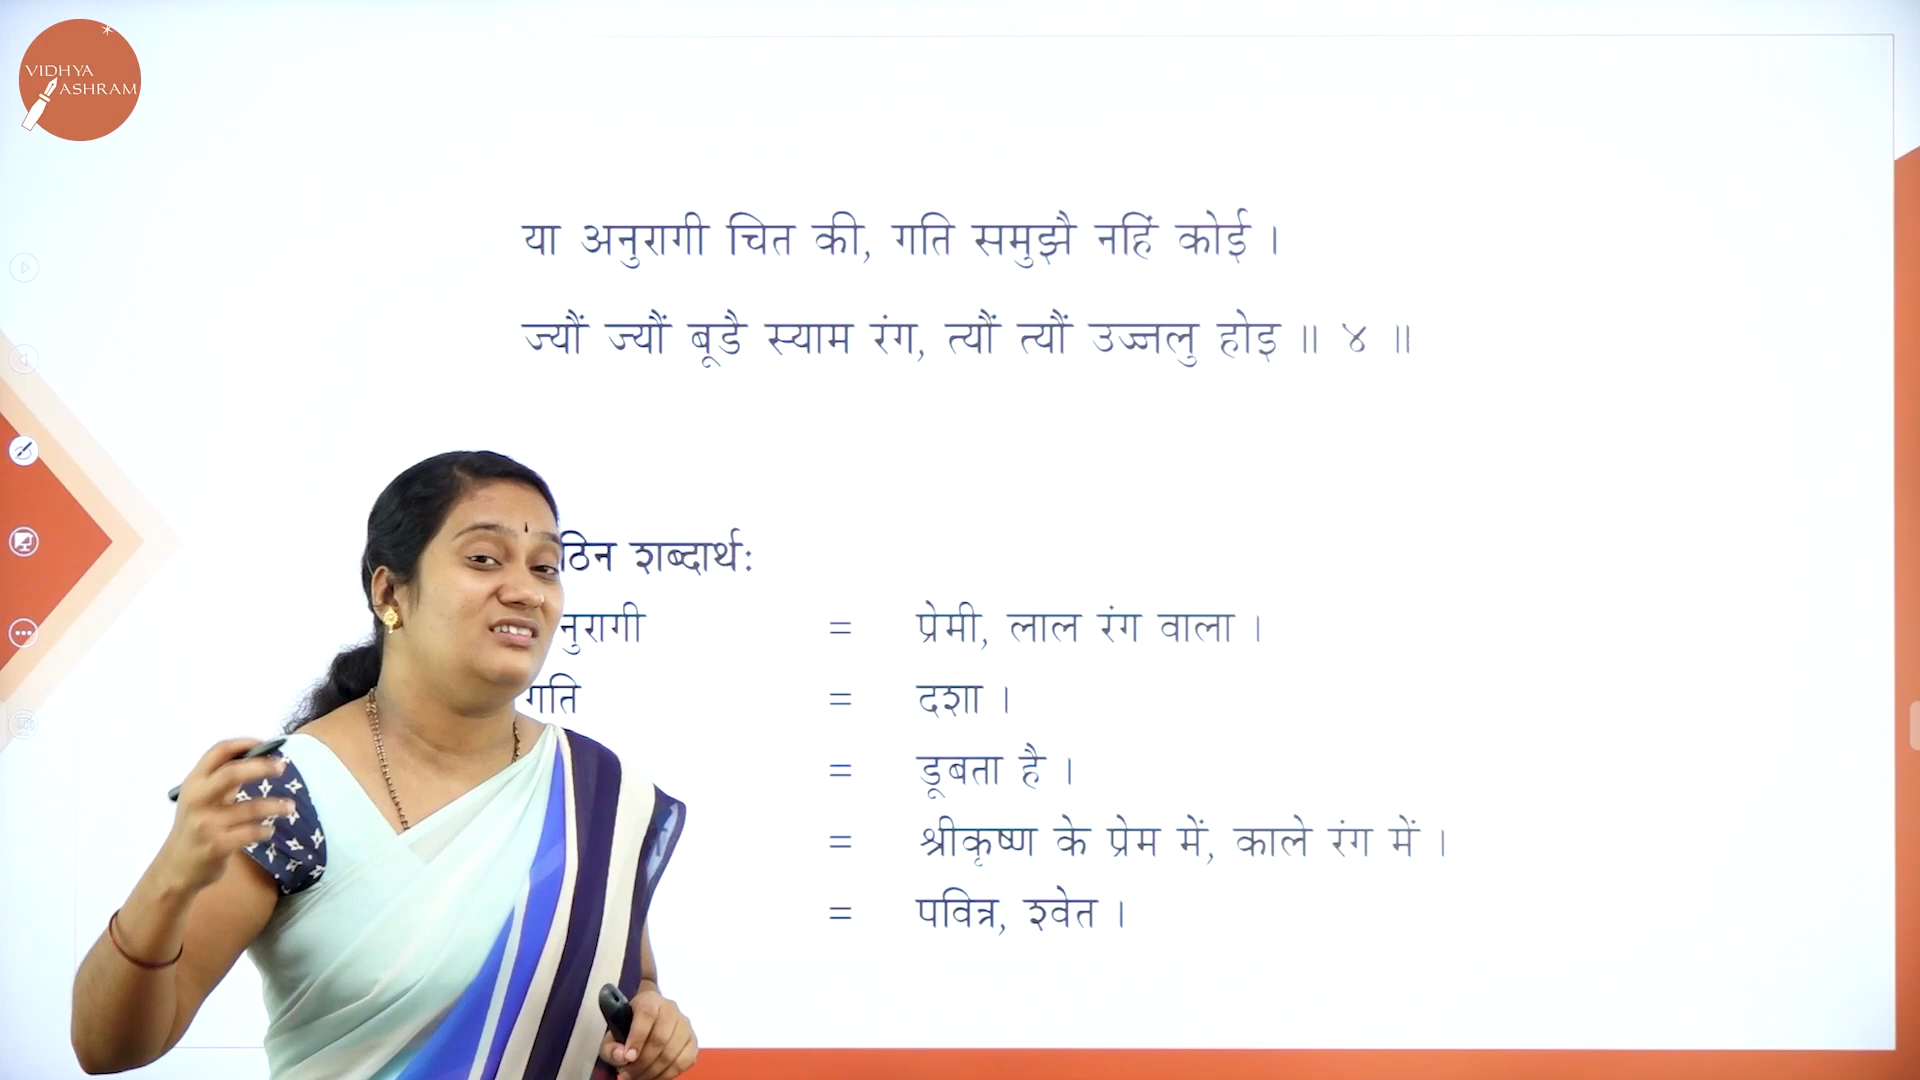 VIDHYA
ASHRAM
या अनुरागी चित की, गति समुझै नहिं कोई ।
ज्यौं ज्यौं बूडै स्याम रंग, त्यौं त्यौं उज्जलु होइ ॥ ४ ॥
ठिन शब्दार्थ:
नुरागी = प्रेमी, लाल रंग वाला ।
गति = दशा ।
= डूबता है ।
= श्रीकृष्ण के प्रेम में, काले रंग में ।
= पवित्र, श्वेत ।